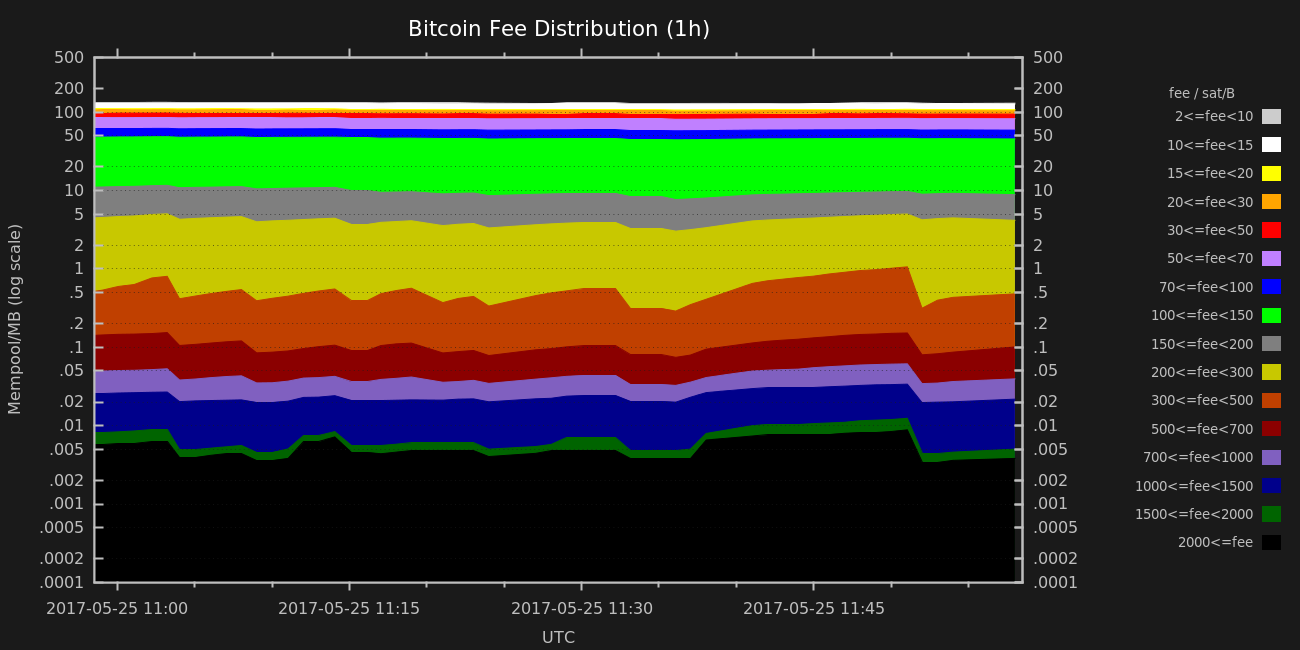 Bitcoin Fee Distribution (1h)
Mempool/MB (log scale)
500
200
100
50
20
10
5
2
1
.5
.2
.1
.05
.02
.01
.005
.002
.001
.0005
.0002
.0001
500
200
100
50
20
10
5
2
1
.5
.2
.1
.05
.02
.01
.005
.002
.001
.0005
.0002
.0001
2017-05-25 11:00
2017-05-25 11:15
2017-05-25 11:30
2017-05-25 11:45
UTC
fee / sat/B
2<=fee<10
10<=fee<15
15<=fee<20
20<=fee<30
30<=fee<50
50<=fee<70
70<=fee<100
100<=fee<150
150<=fee<200
200<=fee<300
300<=fee<500
500<=fee<700
700<=fee<1000
1000<=fee<1500
1500<=fee<2000
2000<=fee